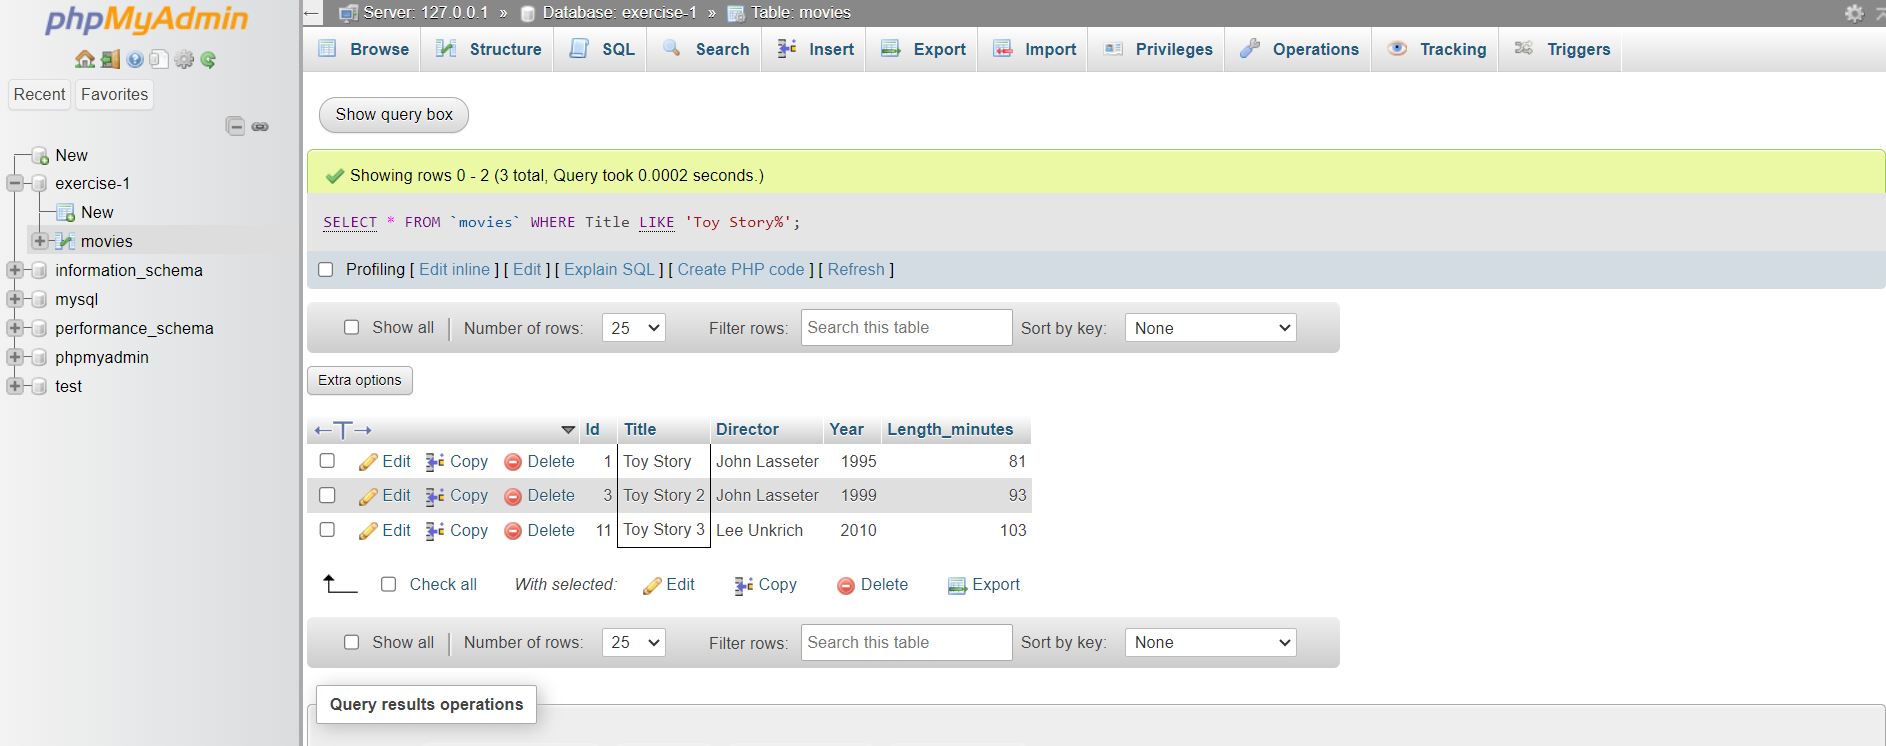 phpMyAdmin
Recent Favorites
New
exercise-1
New
movies
information_schema
mysql
performance_schema
phpmyadmin
test
Server: 127.0.0.1 » Database: exercise-1 » Table: movies
Browse Structure SQL Search Insert Export Import Privileges Operations Tracking Triggers
Show query box
Showing rows 0 - 2 (3 total, Query took 0.0002 seconds.)
SELECT * FROM `movies` WHERE Title LIKE 'Toy Story%';
Profiling [ Edit inline ] [ Edit ] [ Explain SQL ] [ Create PHP code ] [ Refresh ]
Show all | Number of rows: 25 Filter rows: Search this table Sort by key: None
Extra options
←T→ Id Title Director Year Length_minutes
Edit Copy Delete 1 Toy Story John Lasseter 1995 81
Edit Copy Delete 3 Toy Story 2 John Lasseter 1999 93
Edit Copy Delete 11 Toy Story 3 Lee Unkrich 2010 103
Check all With selected: Edit Copy Delete Export
Show all | Number of rows: 25 Filter rows: Search this table Sort by key: None
Query results operations